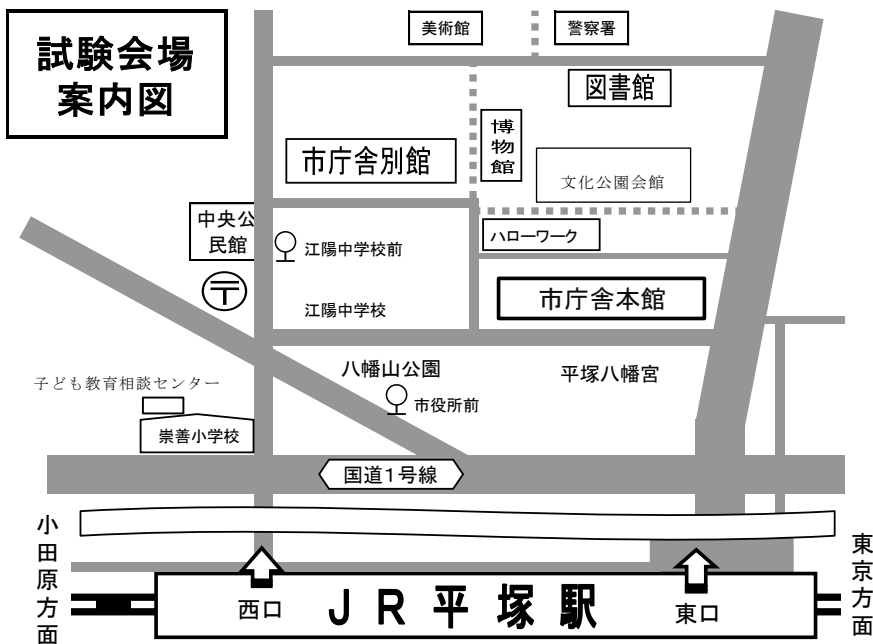 試験会場
案内図
美術館
警察署
図書館
博物館
市庁舎別館
文化公園会館
中央公
民館
江陽中学校前
ハローワーク
〒
江陽中学校
市庁舎本館
八幡山公園
平塚八幡宮
子ども教育相談センター
市役所前
崇善小学校
国道1号線
小田原方面
東京方面
西口
JR平塚駅
東口